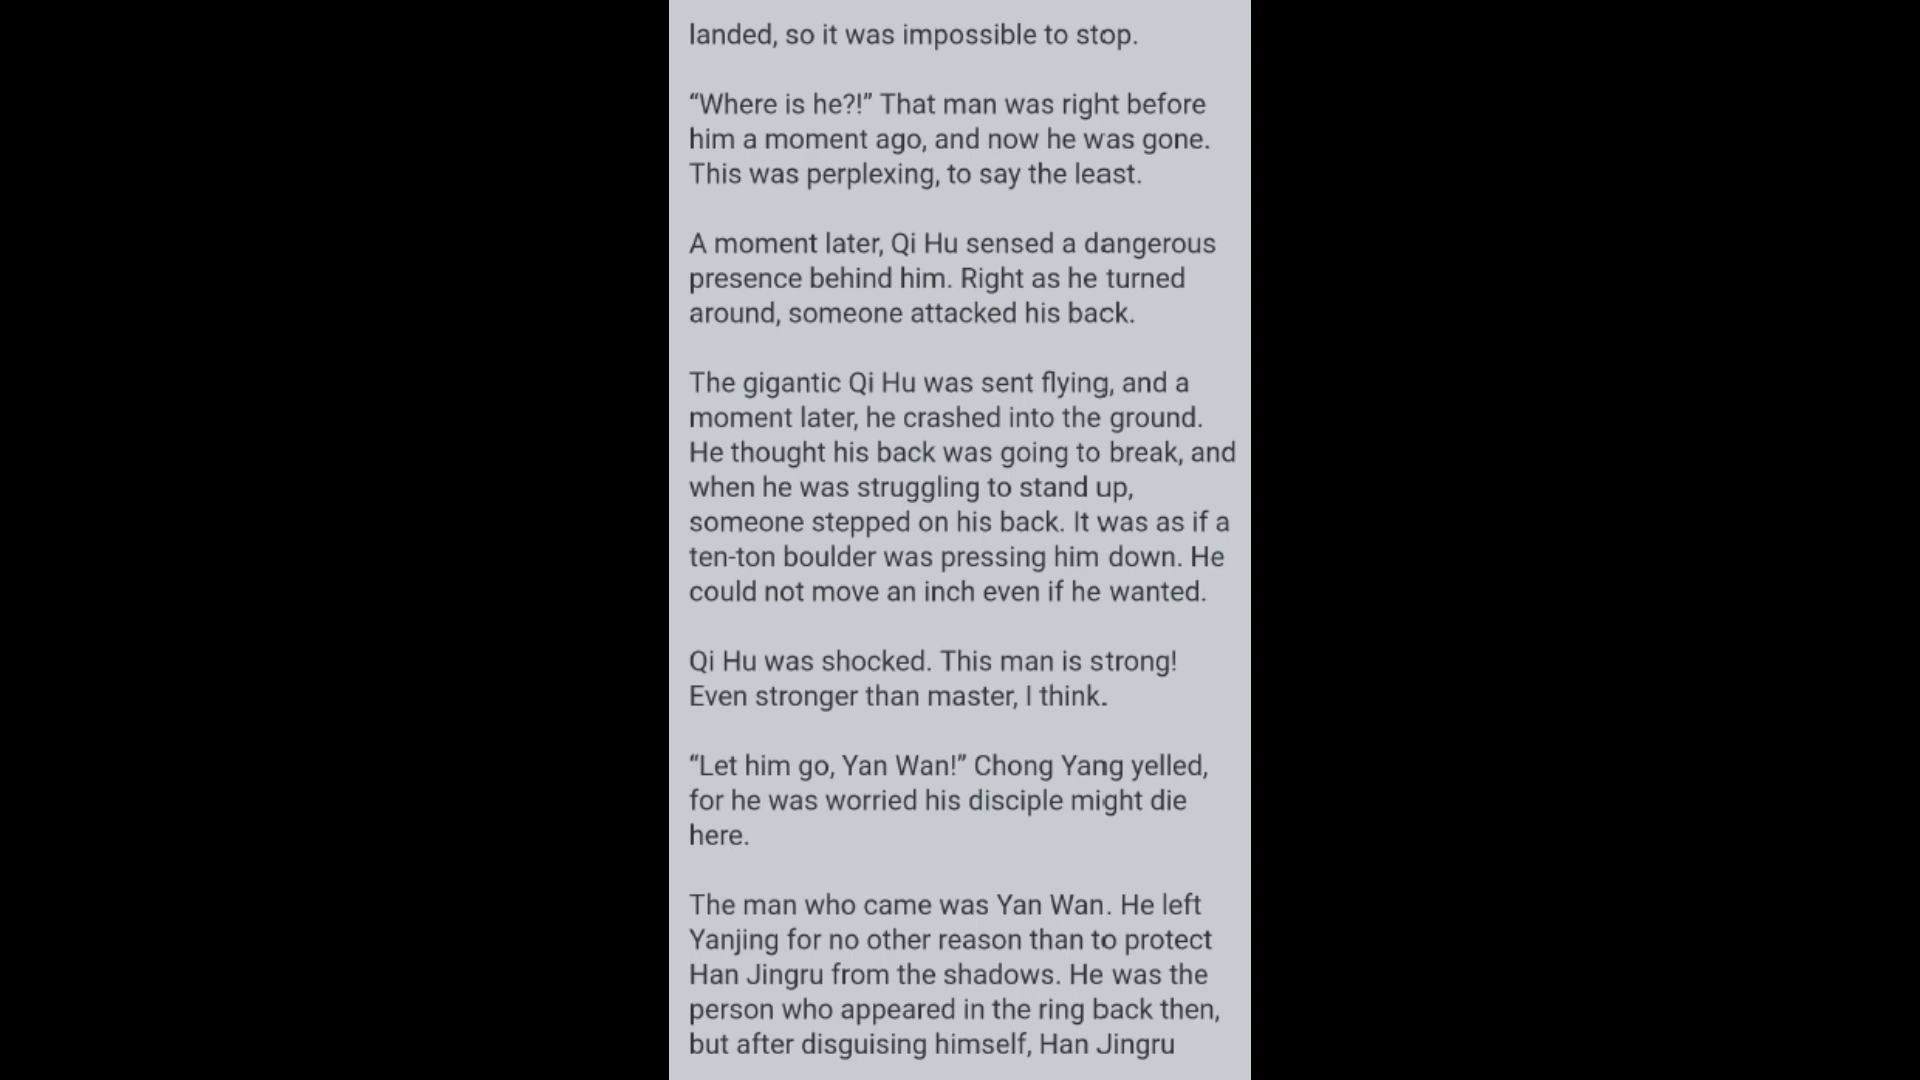 landed, so it was impossible to stop.
“Where is he?!” That man was right before
him a moment ago, and now he was gone.
This was perplexing, to say the least.
A moment later, Qi Hu sensed a dangerous
presence behind him. Right as he turned
around, someone attacked his back.
The gigantic Qi Hu was sent flying, and a
moment later, he crashed into the ground.
He thought his back was going to break, and
when he was struggling to stand up,
someone stepped on his back. It was as if a
ten-ton boulder was pressing him down. He
could not move an inch even if he wanted.
Qi Hu was shocked. This man is strong!
Even stronger than master, I think.
“Let him go, Yan Wan!” Chong Yang yelled,
for he was worried his disciple might die
here.
The man who came was Yan Wan. He left
Yanjing for no other reason than to protect
Han Jingru from the shadows. He was the
person who appeared in the ring back then,
but after disguising himself, Han Jingru